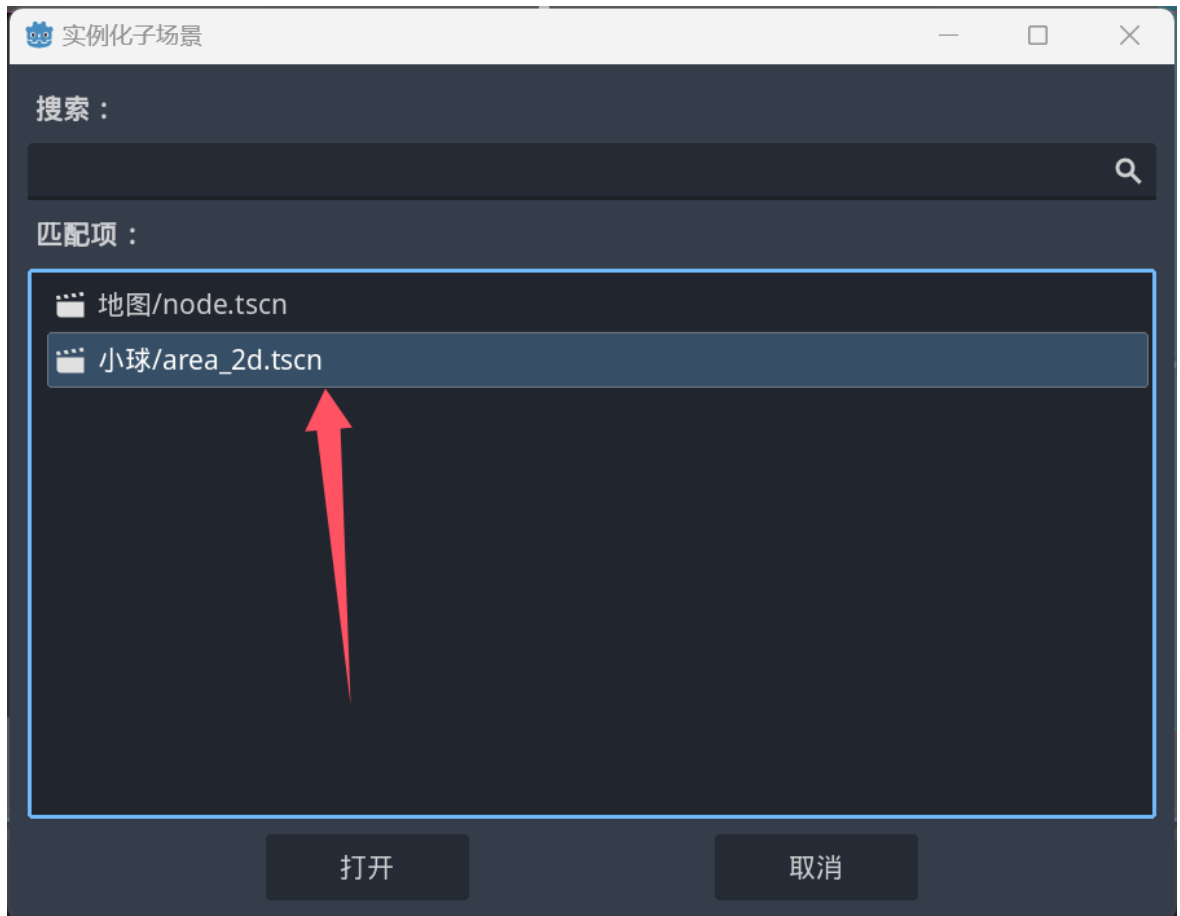 实例化子场景
搜索：
匹配项：
地图/node.tscn
小球/area_2d.tscn
打开
取消